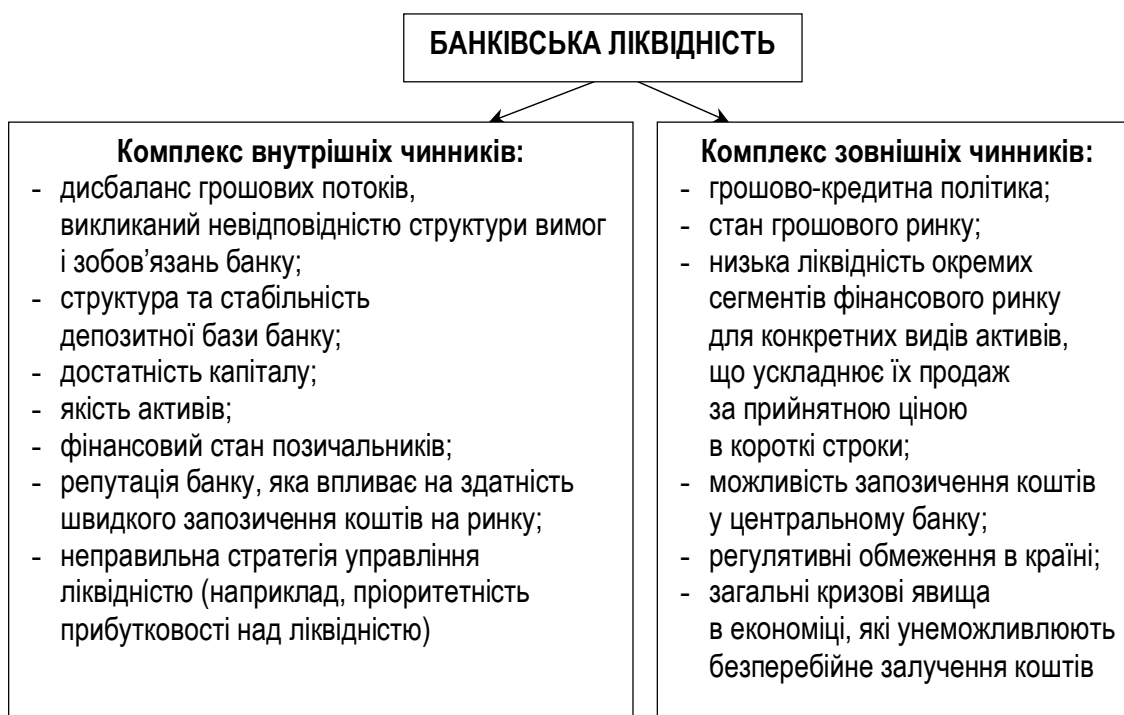 БАНКІВСЬКА ЛІКВІДНІСТЬ
Комплекс внутрішніх чинників:
- дисбаланс грошових потоків,
викликаний невідповідністю структури вимог
і зобов’язань банку;
- структура та стабільність
депозитної бази банку;
- достатність капіталу;
- якість активів;
- фінансовий стан позичальників;
- репутація банку, яка впливає на здатність
швидкого запозичення коштів на ринку;
- неправильна стратегія управління
ліквідністю (наприклад, пріоритетність
прибутковості над ліквідністю)
Комплекс зовнішніх чинників:
- грошово-кредитна політика;
- стан грошового ринку;
- низька ліквідність окремих
сегментів фінансового ринку
для конкретних видів активів,
що ускладнює їх продаж
за прийнятною ціною
в короткі строки;
- можливість запозичення коштів
у центральному банку;
- регулятивні обмеження в країні;
- загальні кризові явища
в економіці, які унеможливлюють
безперебійне залучення коштів